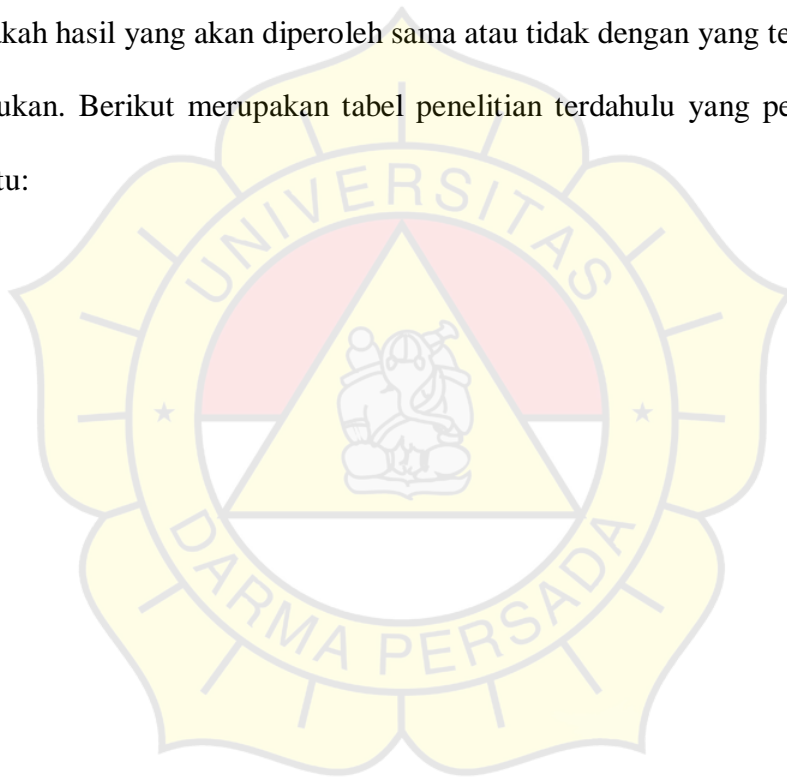 akah hasil yang akan diperoleh sama atau tidak dengan yang te
ukan. Berikut merupakan tabel penelitian terdahulu yang pe
tu:
UNIVERSITAS
DARMA PERSADA